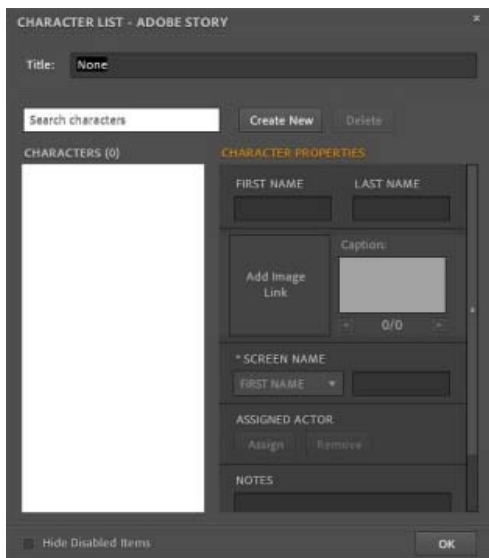 CHARACTER LIST - ADOBE STORY
Title: None
Search characters Create New Delete
CHARACTERS (0) CHARACTER PROPERTIES
FIRST NAME LAST NAME
Caption:
Add Image
Link
0/0
* SCREEN NAME
FIRST NAME
ASSIGNED ACTOR
Assign Remove
NOTES
Hide Disabled Items OK